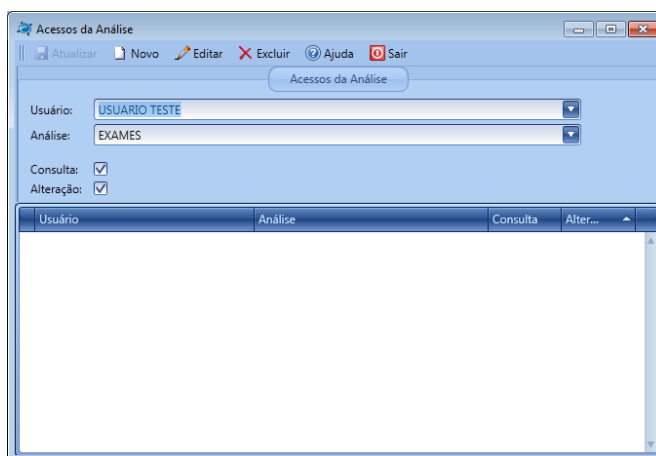 Acessos da Análise
Atualizar Novo Editar Excluir Ajuda Sair
Acessos da Análise
Usuário: USUARIO TESTE
Análise: EXAMES
Consulta:
Alteração:
Usuário Análise Consulta Alter...